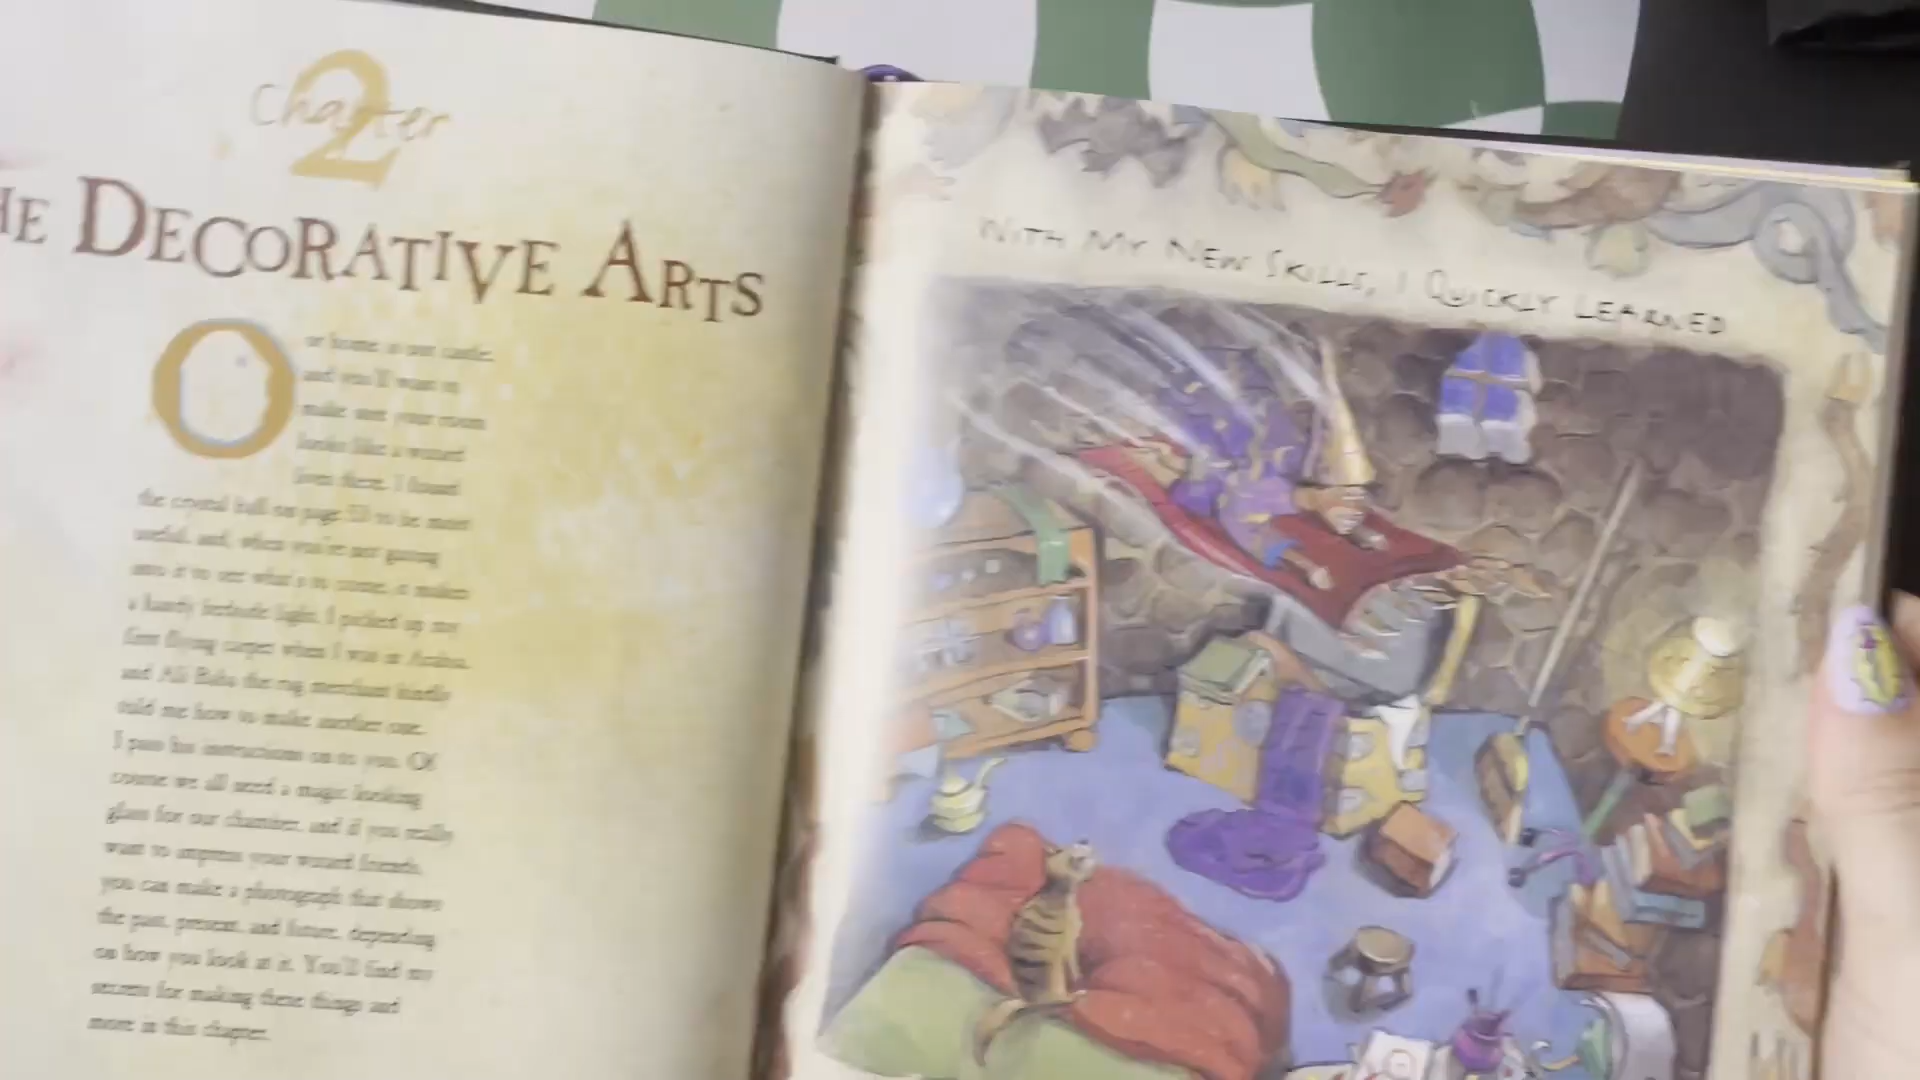 Chapter
2
HE DECORATIVE ARTS
Our home is our castle,
and you'll want to
make sure your room
looks like a wizard
lives there. I found
the crystal ball on page 53 to be most
useful, and, when you're not gazing
into it to see what's to come, it makes
a handy bedside light. I picked up my
first flying carpet when I was in Arabia,
and Ali Baba the rug merchant kindly
told me how to make another one.
I pass his instructions on to you. Of
course we all need a magic looking
glass for our chamber, and if you really
want to impress your wizard friends,
you can make a photograph that shows
the past, present, and future, depending
on how you look at it. You'll find my
secrets for making these things and
more in this chapter.
WITH MY NEW SKILLS, I QUICKLY LEARNED